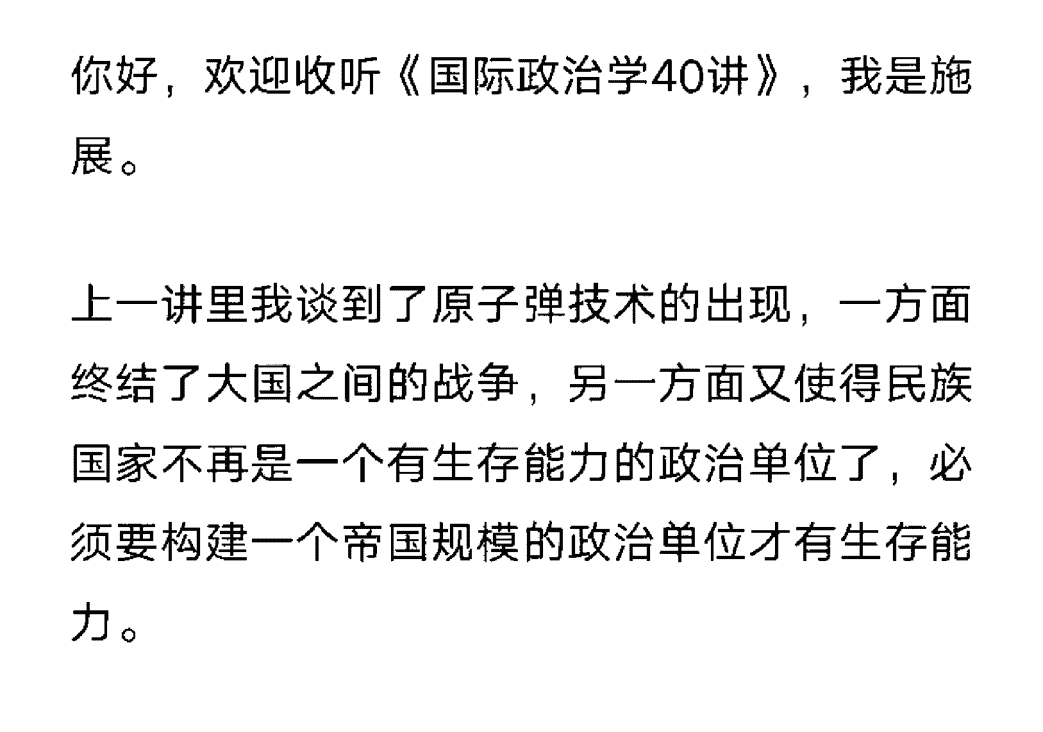 你好，欢迎收听《国际政治学40讲》，我是施
展。
上一讲里我谈到了原子弹技术的出现，一方面
终结了大国之间的战争，另一方面又使得民族
国家不再是一个有生存能力的政治单位了，必
须要构建一个帝国规模的政治单位才有生存能
力。